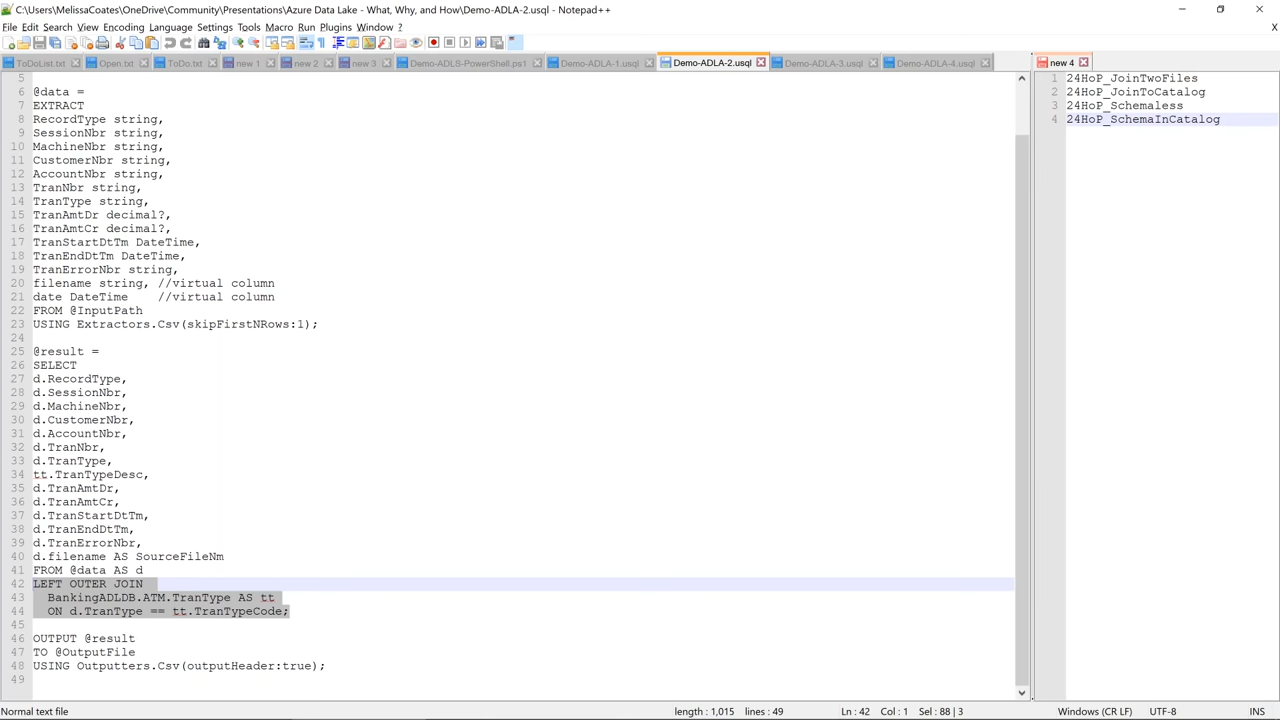 C:\Users\MelissaCoates\OneDrive\Community\Presentations\Azure Data Lake - What, Why, and How\Demo-ADLA-2.usql - Notepad++
File Edit Search View Encoding Language Settings Tools Macro Run Plugins Window ?
X
ToDoList.txt Open.txt ToDo.txt new 1 new 2 new 3 Demo-ADLS-PowerShell.ps1 Demo-ADLA-1.usql Demo-ADLA-2.usql Demo-ADLA-3.usql Demo-ADLA-4.usql
5
6 @data =
7 EXTRACT
8 RecordType string,
9 SessionNbr string,
10 MachineNbr string,
11 CustomerNbr string,
12 AccountNbr string,
13 TranNbr string,
14 TranType string,
15 TranAmtDr decimal?,
16 TranAmtCr decimal?,
17 TranStartDtTm DateTime,
18 TranEndDtTm DateTime,
19 TranErrorNbr string,
20 filename string, //virtual column
21 date DateTime //virtual column
22 FROM @InputPath
23 USING Extractors.Csv(skipFirstNRows:1);
24
25 @result =
26 SELECT
27 d.RecordType,
28 d.SessionNbr,
29 d.MachineNbr,
30 d.CustomerNbr,
31 d.AccountNbr,
32 d.TranNbr,
33 d.TranType,
34 tt.TranTypeDesc,
35 d.TranAmtDr,
36 d.TranAmtCr,
37 d.TranStartDtTm,
38 d.TranEndDtTm,
39 d.TranErrorNbr,
40 d.filename AS SourceFileNm
41 FROM @data AS d
42 LEFT OUTER JOIN
43 BankingADLDB.ATM.TranType AS tt
44 ON d.TranType == tt.TranTypeCode;
45
46 OUTPUT @result
47 TO @OutputFile
48 USING Outputters.Csv(outputHeader:true);
49
new 4
1 24HoP_JoinTwoFiles
2 24HoP_JoinToCatalog
3 24HoP_Schemaless
4 24HoP_SchemaInCatalog
Normal text file length : 1,015 lines : 49 Ln : 42 Col : 1 Sel : 88 | 3 Windows (CR LF) UTF-8 INS